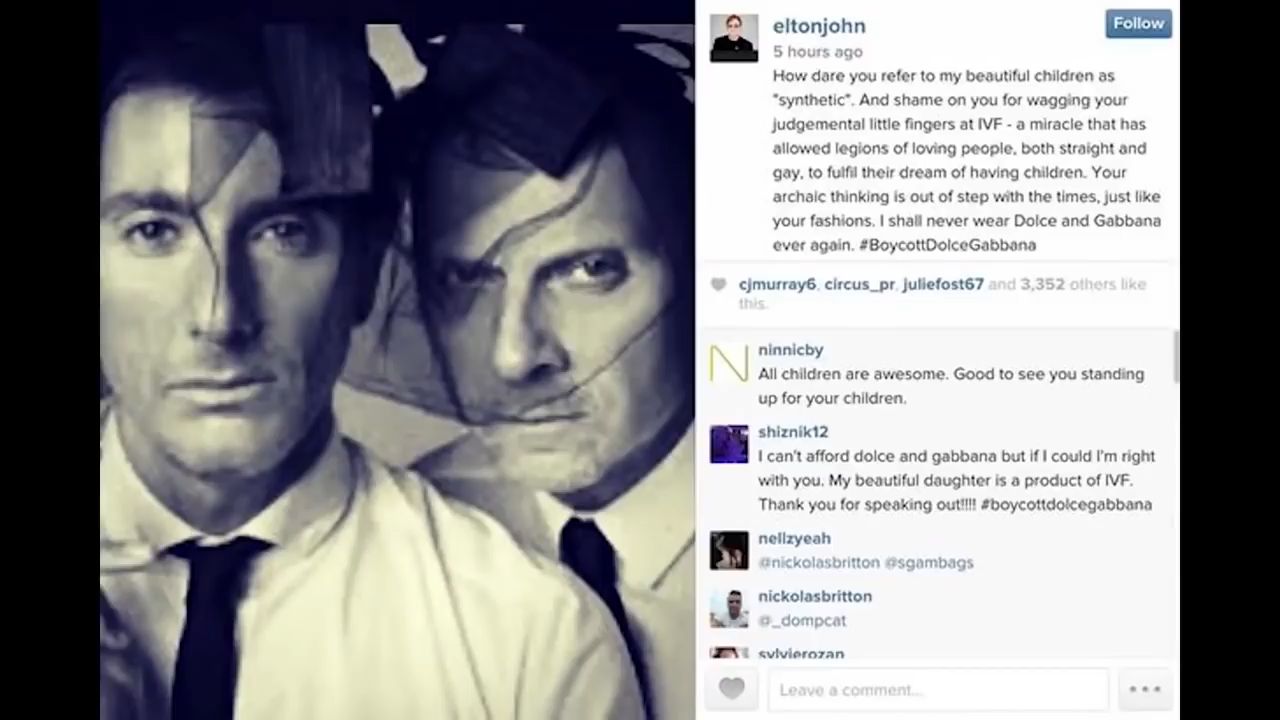 eltonjohn
Follow
5 hours ago
How dare you refer to my beautiful children as
"synthetic". And shame on you for wagging your
judgemental little fingers at IVF - a miracle that has
allowed legions of loving people, both straight and
gay, to fulfil their dream of having children. Your
archaic thinking is out of step with the times, just like
your fashions. I shall never wear Dolce and Gabbana
ever again. #BoycottDolceGabbana
cjmurray6, circus_pr, juliefost67 and 3,352 others like
this.
ninnicby
All children are awesome. Good to see you standing
up for your children.
shiznik12
I can't afford dolce and gabbana but if I could I'm right
with you. My beautiful daughter is a product of IVF.
Thank you for speaking out!!!! #boycottdolcegabbana
nellzyeah
@nickolasbritton @sgambags
nickolasbritton
@_dompcat
sylvierozan
Leave a comment...